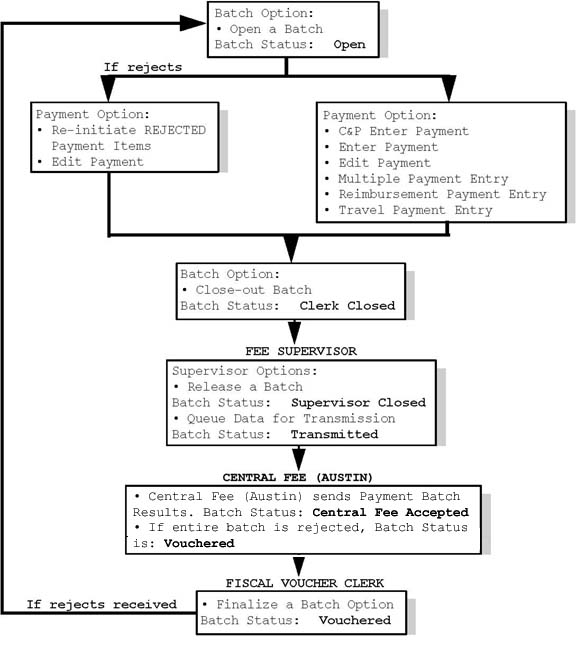 Batch Option:
• Open a Batch
Batch Status: Open
If rejects
Payment Option:
• Re-initiate REJECTED
Payment Items
• Edit Payment
Payment Option:
• C&P Enter Payment
• Enter Payment
• Edit Payment
• Multiple Payment Entry
• Reimbursement Payment Entry
• Travel Payment Entry
Batch Option:
• Close-out Batch
Batch Status: Clerk Closed
FEE SUPERVISOR
Supervisor Options:
• Release a Batch
Batch Status: Supervisor Closed
• Queue Data for Transmission
Batch Status: Transmitted
CENTRAL FEE (AUSTIN)
• Central Fee (Austin) sends Payment Batch
Results. Batch Status: Central Fee Accepted
• If entire batch is rejected, Batch Status
is: Vouchered
FISCAL VOUCHER CLERK
If rejects received
• Finalize a Batch Option
Batch Status: Vouchered